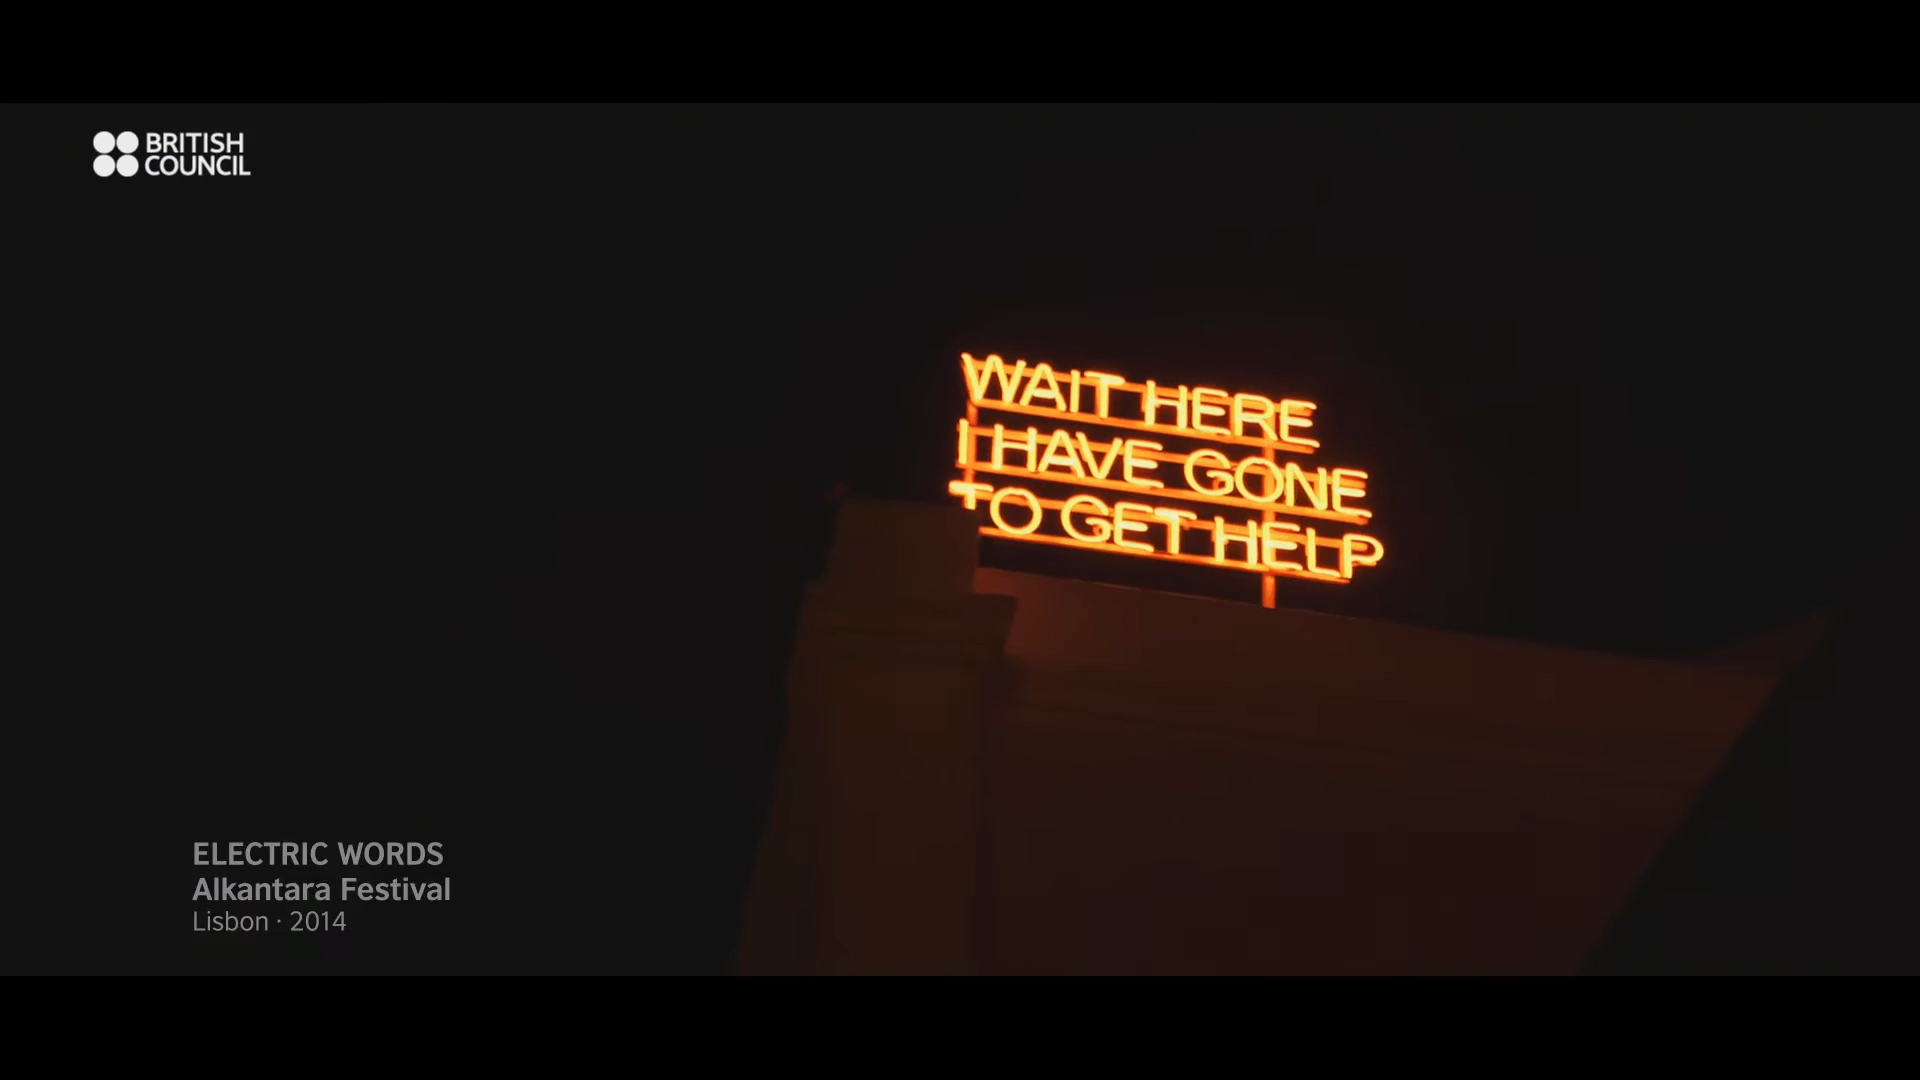 BRITISH
COUNCIL
WAIT HERE
I HAVE GONE
TO GET HELP
ELECTRIC WORDS
Alkantara Festival
Lisbon · 2014